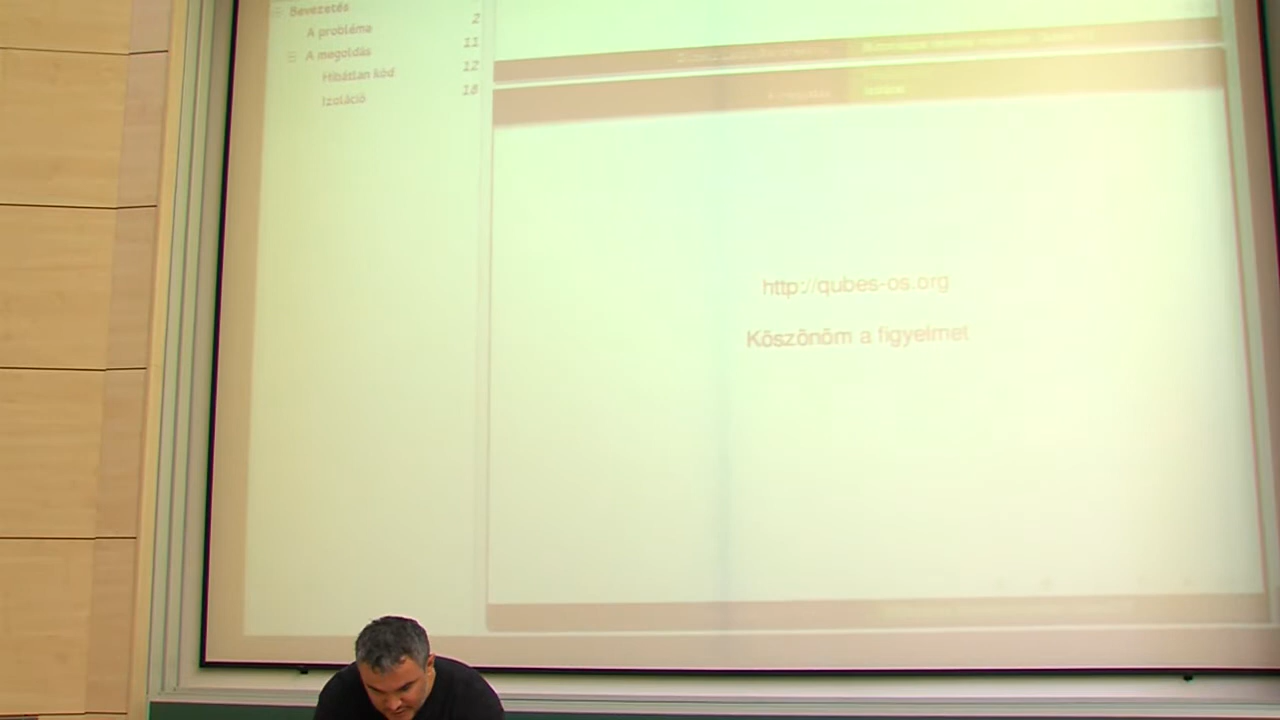 Bevezetés 2
A probléma 11
A megoldás 12
Hibátlan kód 18
Izoláció
http://qubes-os.org
Köszönöm a figyelmet